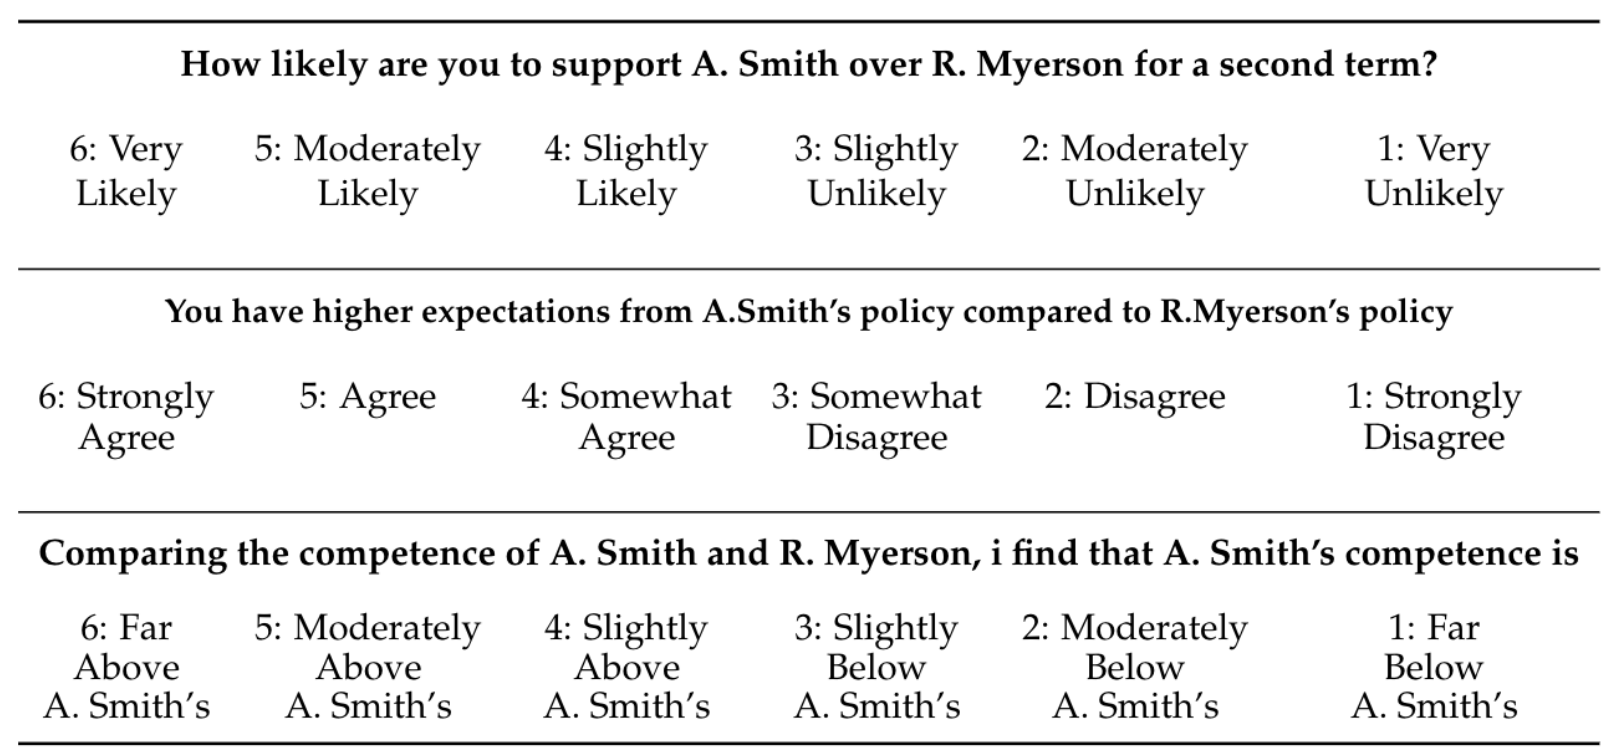 How likely are you to support A. Smith over R. Myerson for a second term?
6: Very 5: Moderately 4: Slightly 3: Slightly 2: Moderately 1: Very
Likely Likely Likely Unlikely Unlikely Unlikely
You have higher expectations from A.Smith's policy compared to R.Myerson's policy
6: Strongly 5: Agree 4: Somewhat 3: Somewhat 2: Disagree 1: Strongly
Agree Agree Disagree Disagree
Comparing the competence of A. Smith and R. Myerson, i find that A. Smith's competence is
6: Far 5: Moderately 4: Slightly 3: Slightly 2: Moderately 1: Far
Above Above Above Below Below Below
A. Smith's A. Smith's A. Smith's A. Smith's A. Smith's A. Smith's